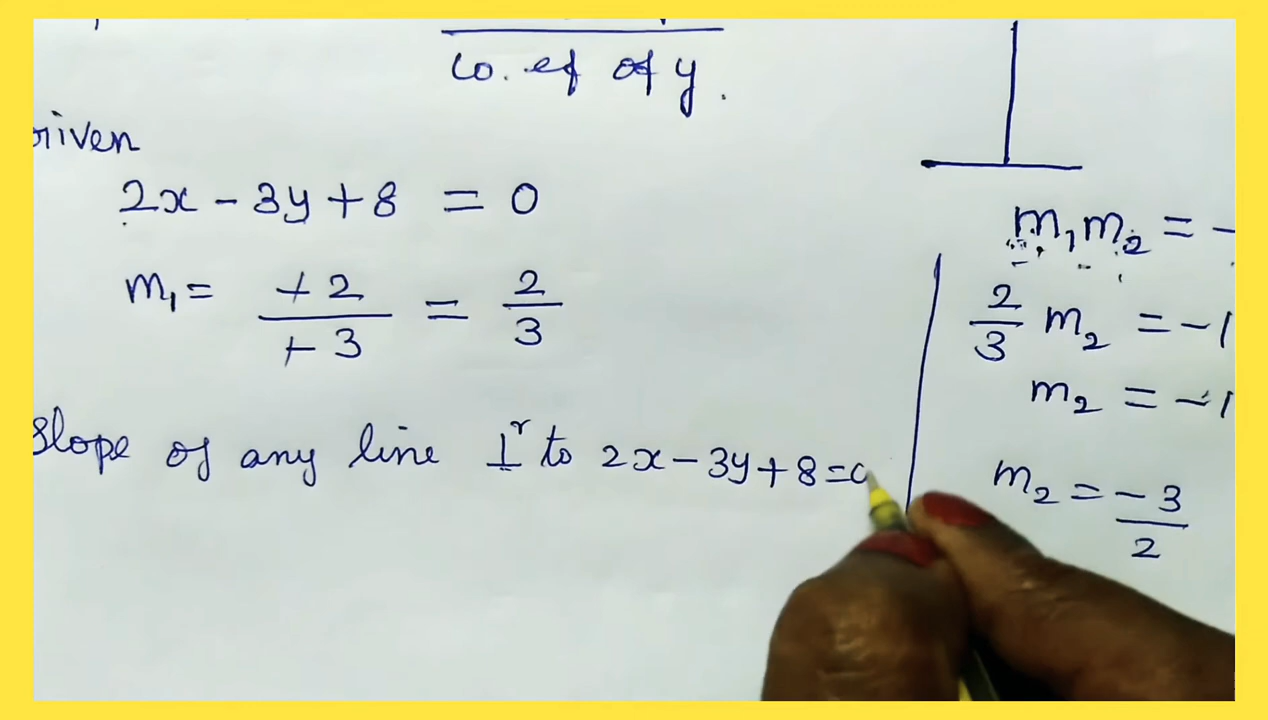 co. ef of y.
riven
2x - 3y + 8 = 0
m₁ = +2/+3 = 2/3
Slope of any line ⊥ʳ to 2x - 3y + 8 = 0
m₁m₂ = -
2/3 m₂ = -1
m₂ = -1
m₂ = -3/2